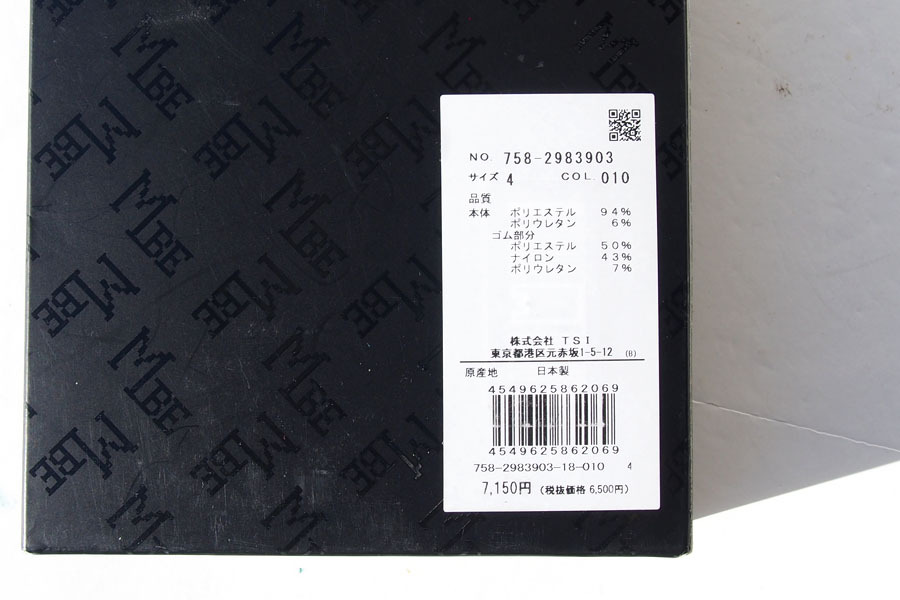 MBE
NO. 758-2983903
サイズ 4 COL. 010
品質
本体 ポリエステル 94%
ポリウレタン 6%
ゴム部分
ポリエステル 50%
ナイロン 43%
ポリウレタン 7%
株式会社 TSI
東京都港区元赤坂1-5-12 (B)
原産地 日本製
4549625862069
4549625862069
758-2983903-18-010 4
7,150円 (税抜価格 6,500円)